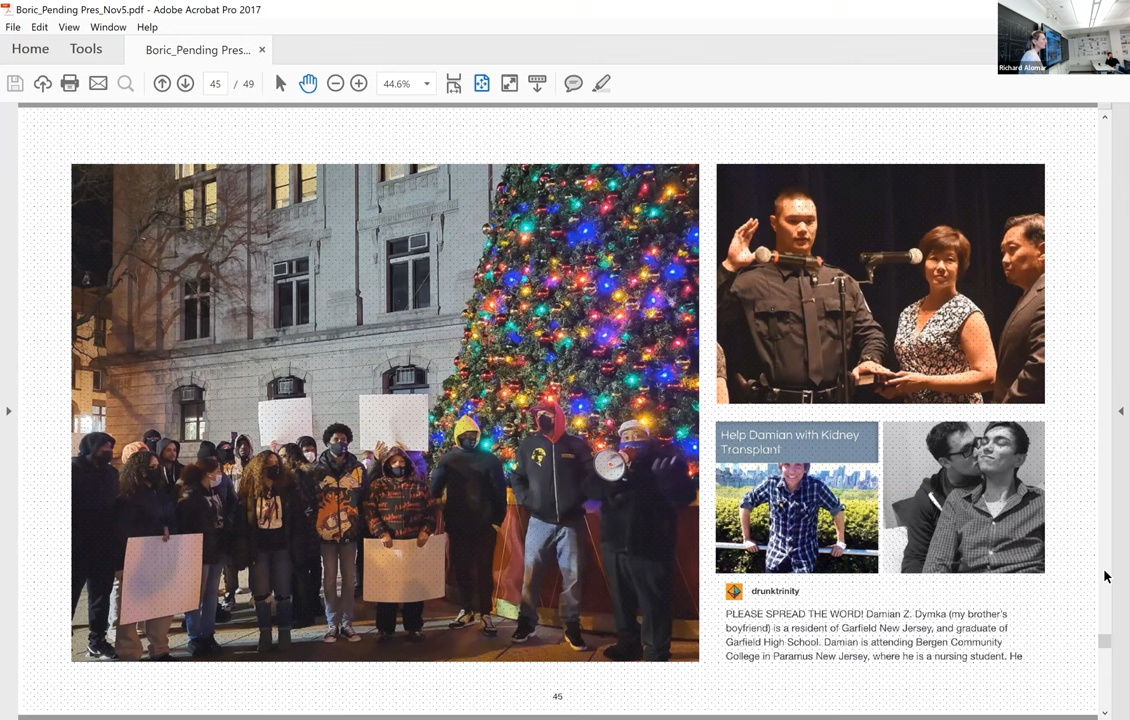 Boric_Pending Pres_Nov5.pdf - Adobe Acrobat Pro 2017
File Edit View Window Help
Home Tools Boric_Pending Pres... ×
45 / 49 44.6%
Richard Alomar
Help Damian with Kidney
Transplant
drunktrinity
PLEASE SPREAD THE WORD! Damian Z. Dymka (my brother's
boyfriend) is a resident of Garfield New Jersey, and graduate of
Garfield High School. Damian is attending Bergen Community
College in Paramus New Jersey, where he is a nursing student. He
45